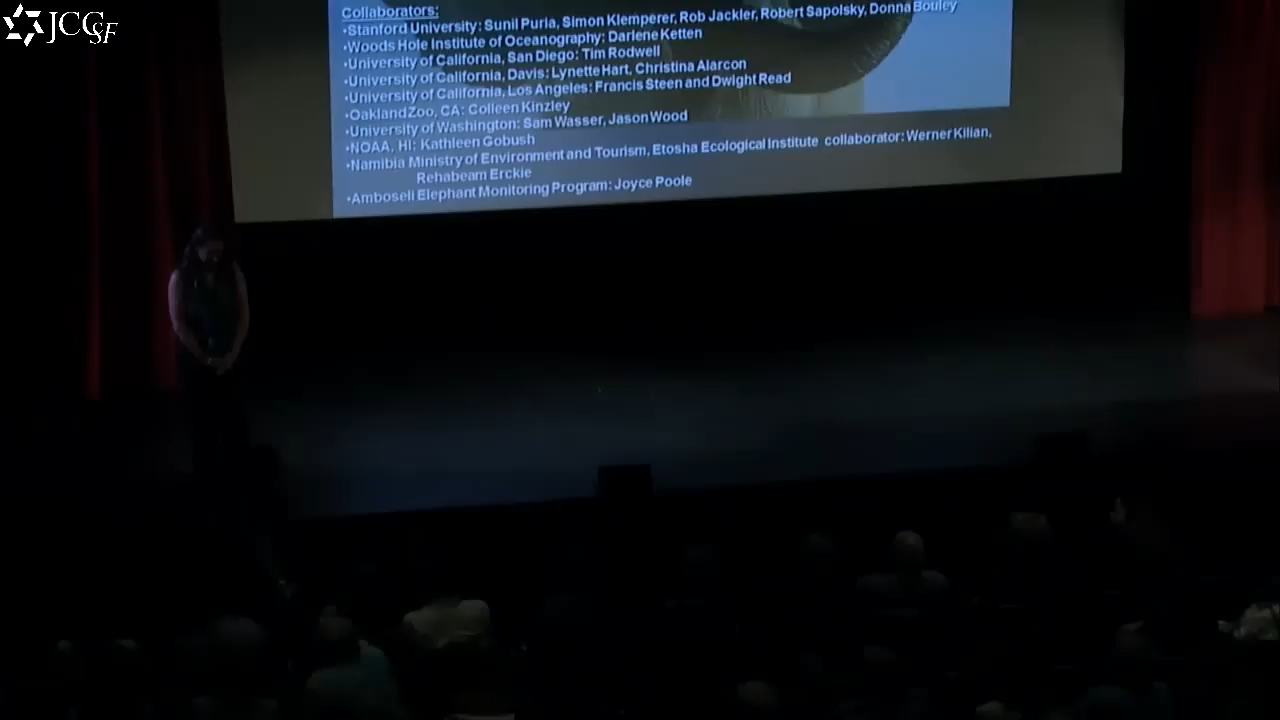 JCCSF
Collaborators:
•Stanford University: Sunil Puria, Simon Klemperer, Rob Jackler, Robert Sapolsky, Donna Bouley
•Woods Hole Institute of Oceanography: Darlene Ketten
•University of California, San Diego: Tim Rodwell
•University of California, Davis: Lynette Hart, Christina Alarcon
•University of California, Los Angeles: Francis Steen and Dwight Read
•Oakland Zoo, CA: Colleen Kinzley
•University of Washington: Sam Wasser, Jason Wood
•NOAA, HI: Kathleen Gobush
•Namibia Ministry of Environment and Tourism, Etosha Ecological Institute collaborator: Werner Kilian,
Rehabeam Erckie
•Amboseli Elephant Monitoring Program: Joyce Poole